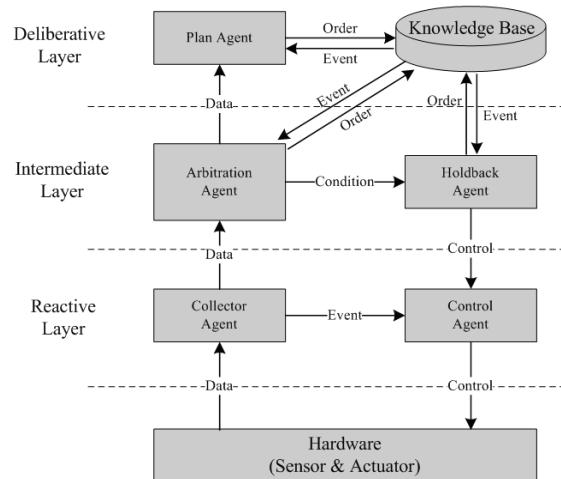 Deliberative
Layer
Plan Agent
Order
Event
Knowledge Base
Data
Event
Order
Order
Event
Intermediate
Layer
Arbitration
Agent
Condition
Holdback
Agent
Data
Control
Reactive
Layer
Collector
Agent
Event
Control
Agent
Data
Control
Hardware
(Sensor & Actuator)